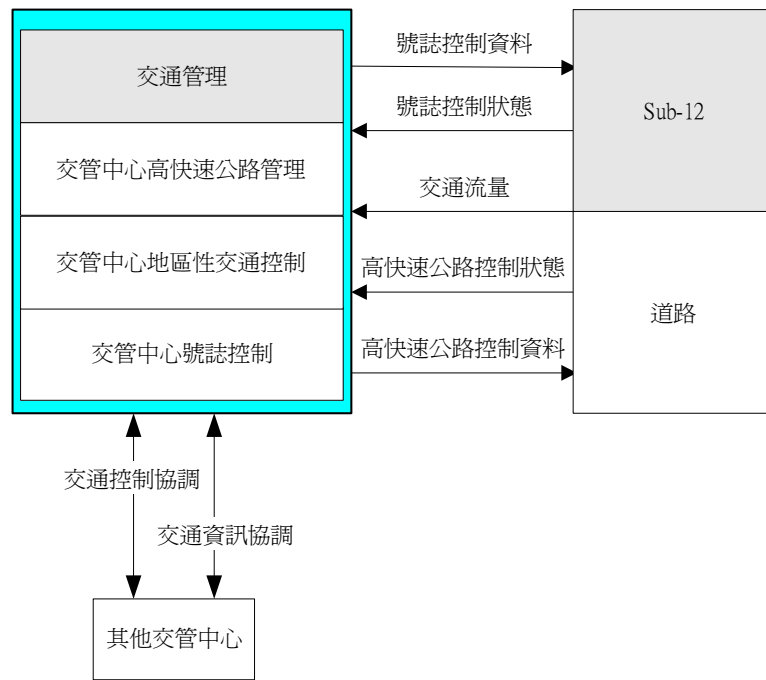 交通管理
交管中心高快速公路管理
交管中心地區性交通控制
交管中心號誌控制
號誌控制資料
號誌控制狀態
交通流量
高快速公路控制狀態
高快速公路控制資料
Sub-12
道路
交通控制協調
交通資訊協調
其他交管中心